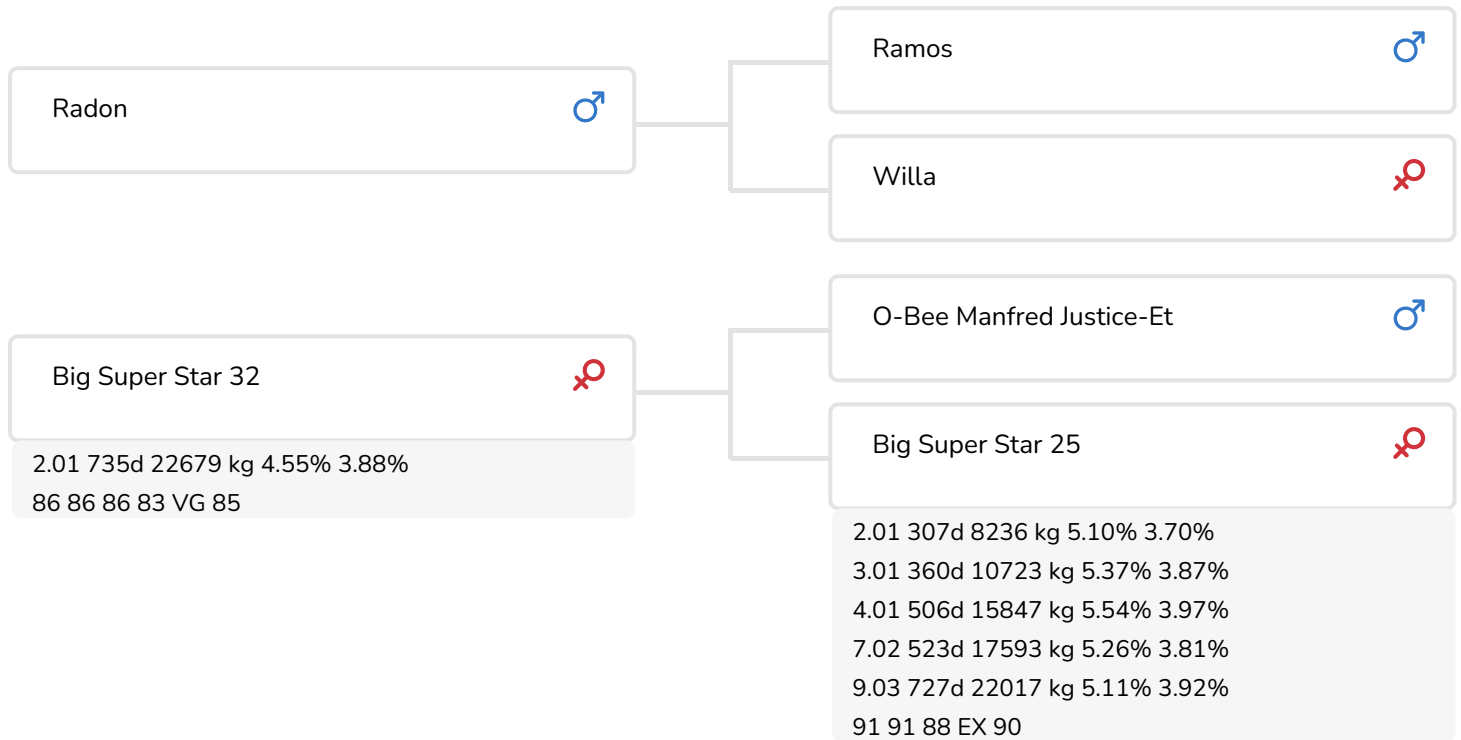 Radon
Big Super Star 32
2.01 735d 22679 kg 4.55% 3.88%
86 86 86 83 VG 85
Ramos
Willa
O-Bee Manfred Justice-Et
Big Super Star 25
2.01 307d 8236 kg 5.10% 3.70%
3.01 360d 10723 kg 5.37% 3.87%
4.01 506d 15847 kg 5.54% 3.97%
7.02 523d 17593 kg 5.26% 3.81%
9.03 727d 22017 kg 5.11% 3.92%
91 91 88 EX 90